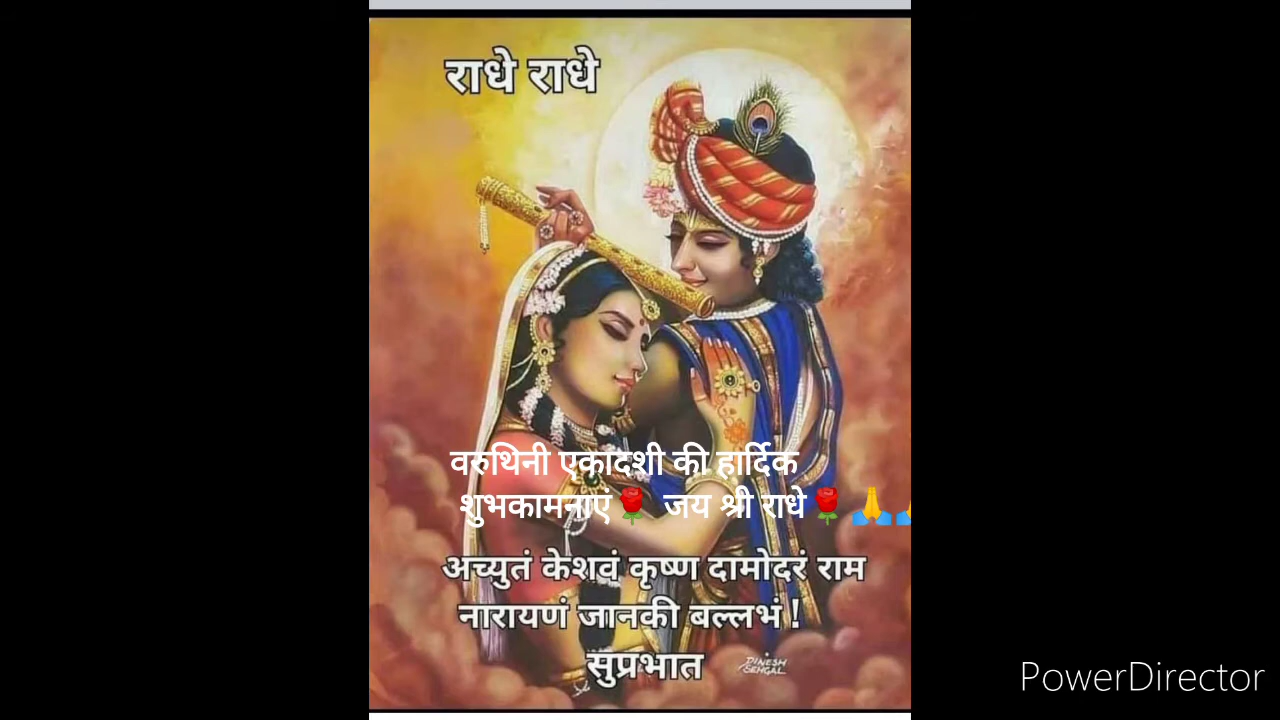 राधे राधे
वरुथिनी एकादशी की हार्दिक
शुभकामनाएं🌹 जय श्री राधे🌹🙏🙏
अच्युतं केशवं कृष्ण दामोदरं राम
नारायणं जानकी बल्लभं !
सुप्रभात
DINESH
SEHGAL
PowerDirector